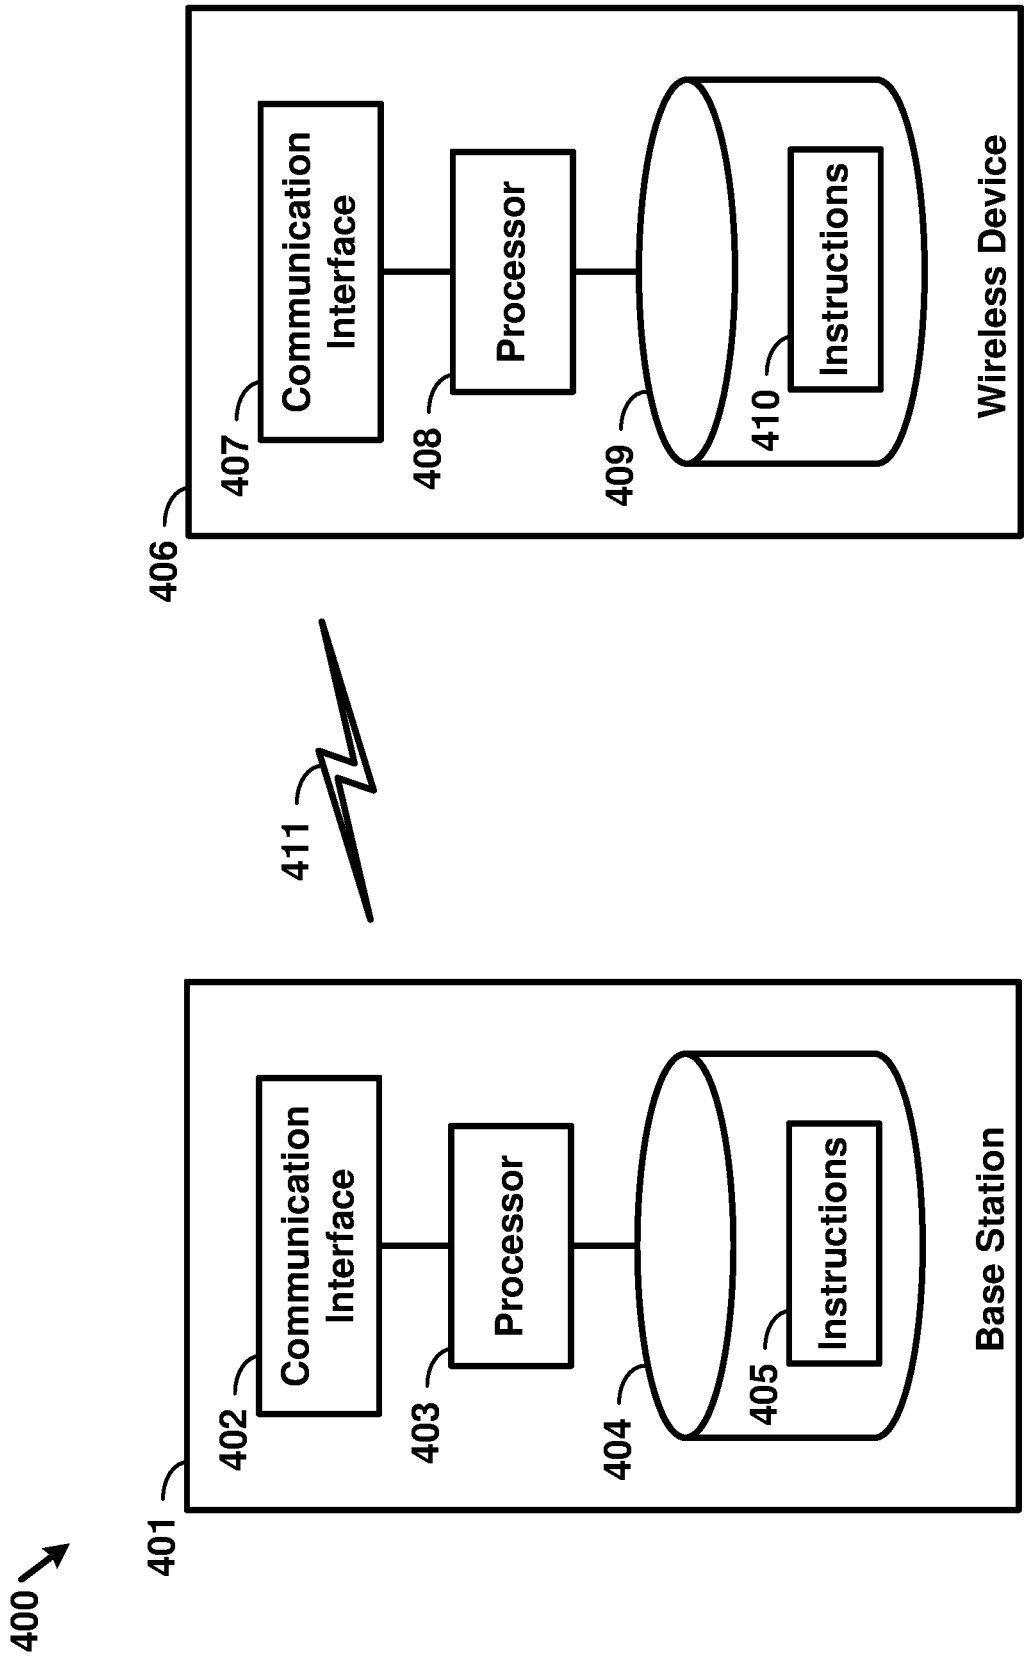 400
401
402
Communication
Interface
403
Processor
404
405
Instructions
Base Station
411
406
407
Communication
Interface
408
Processor
409
410
Instructions
Wireless Device